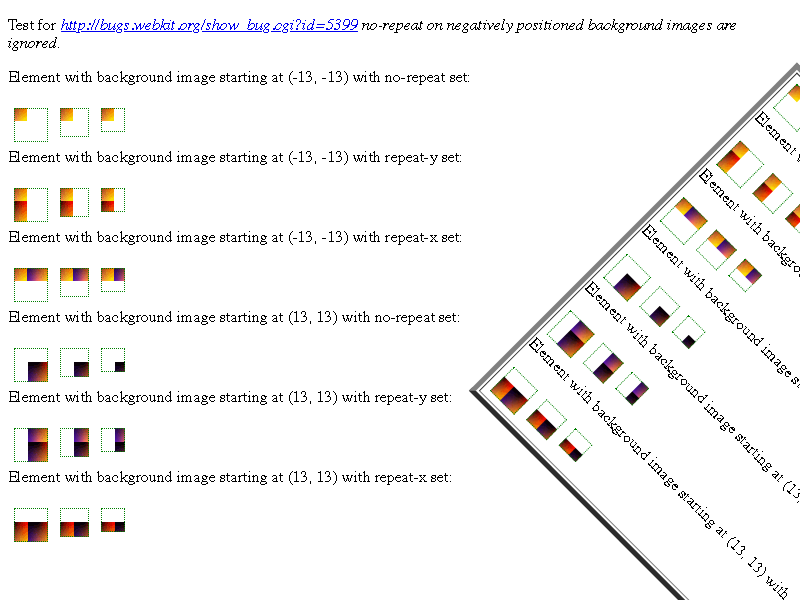 Test for http://bugs.webkit.org/show_bug.cgi?id=5399 no-repeat on negatively positioned background images are
ignored.
Element with background image starting at (-13, -13) with no-repeat set:
Element with background image starting at (-13, -13) with repeat-y set:
Element with background image starting at (-13, -13) with repeat-x set:
Element with background image starting at (13, 13) with no-repeat set:
Element with background image starting at (13, 13) with repeat-y set:
Element with background image starting at (13, 13) with repeat-x set:
Element
Element with
Element with background image
Element with background image starting at (13,
Element with background image starting at (13, 13) with